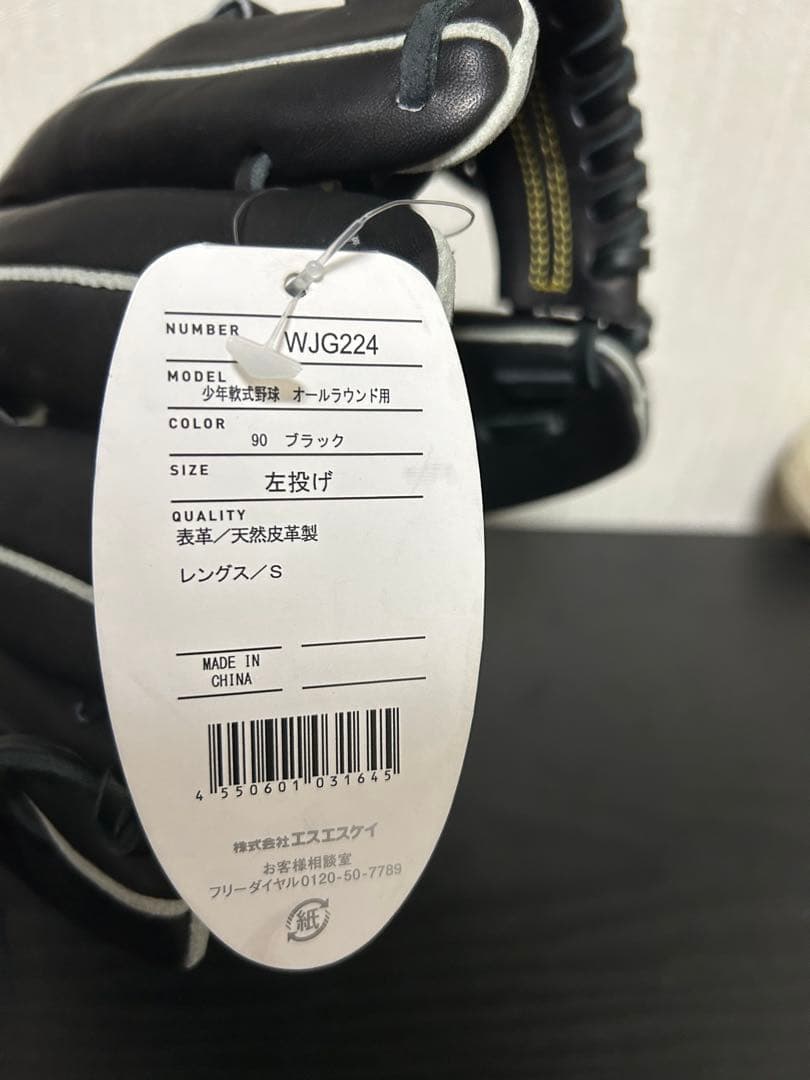 NUMBER WJG224
MODEL
少年軟式野球 オールラウンド用
COLOR
90 ブラック
SIZE
左投げ
QUALITY
表革/天然皮革製
レングス/S
MADE IN
CHINA
4 550601 031645
株式会社エスエスケイ
お客様相談室
フリーダイヤル0120-50-7789
紙